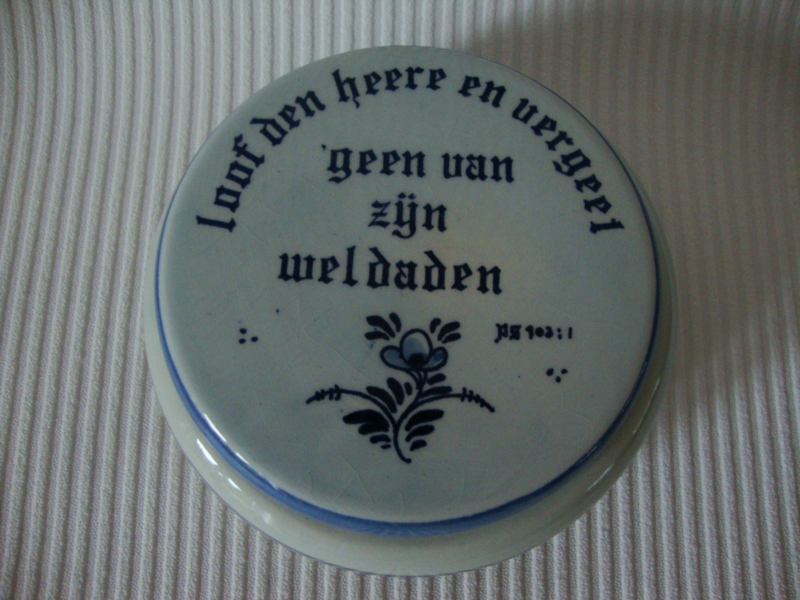 loof den heere en vergeet
geen van
zijn
weldaden
ps 103:1